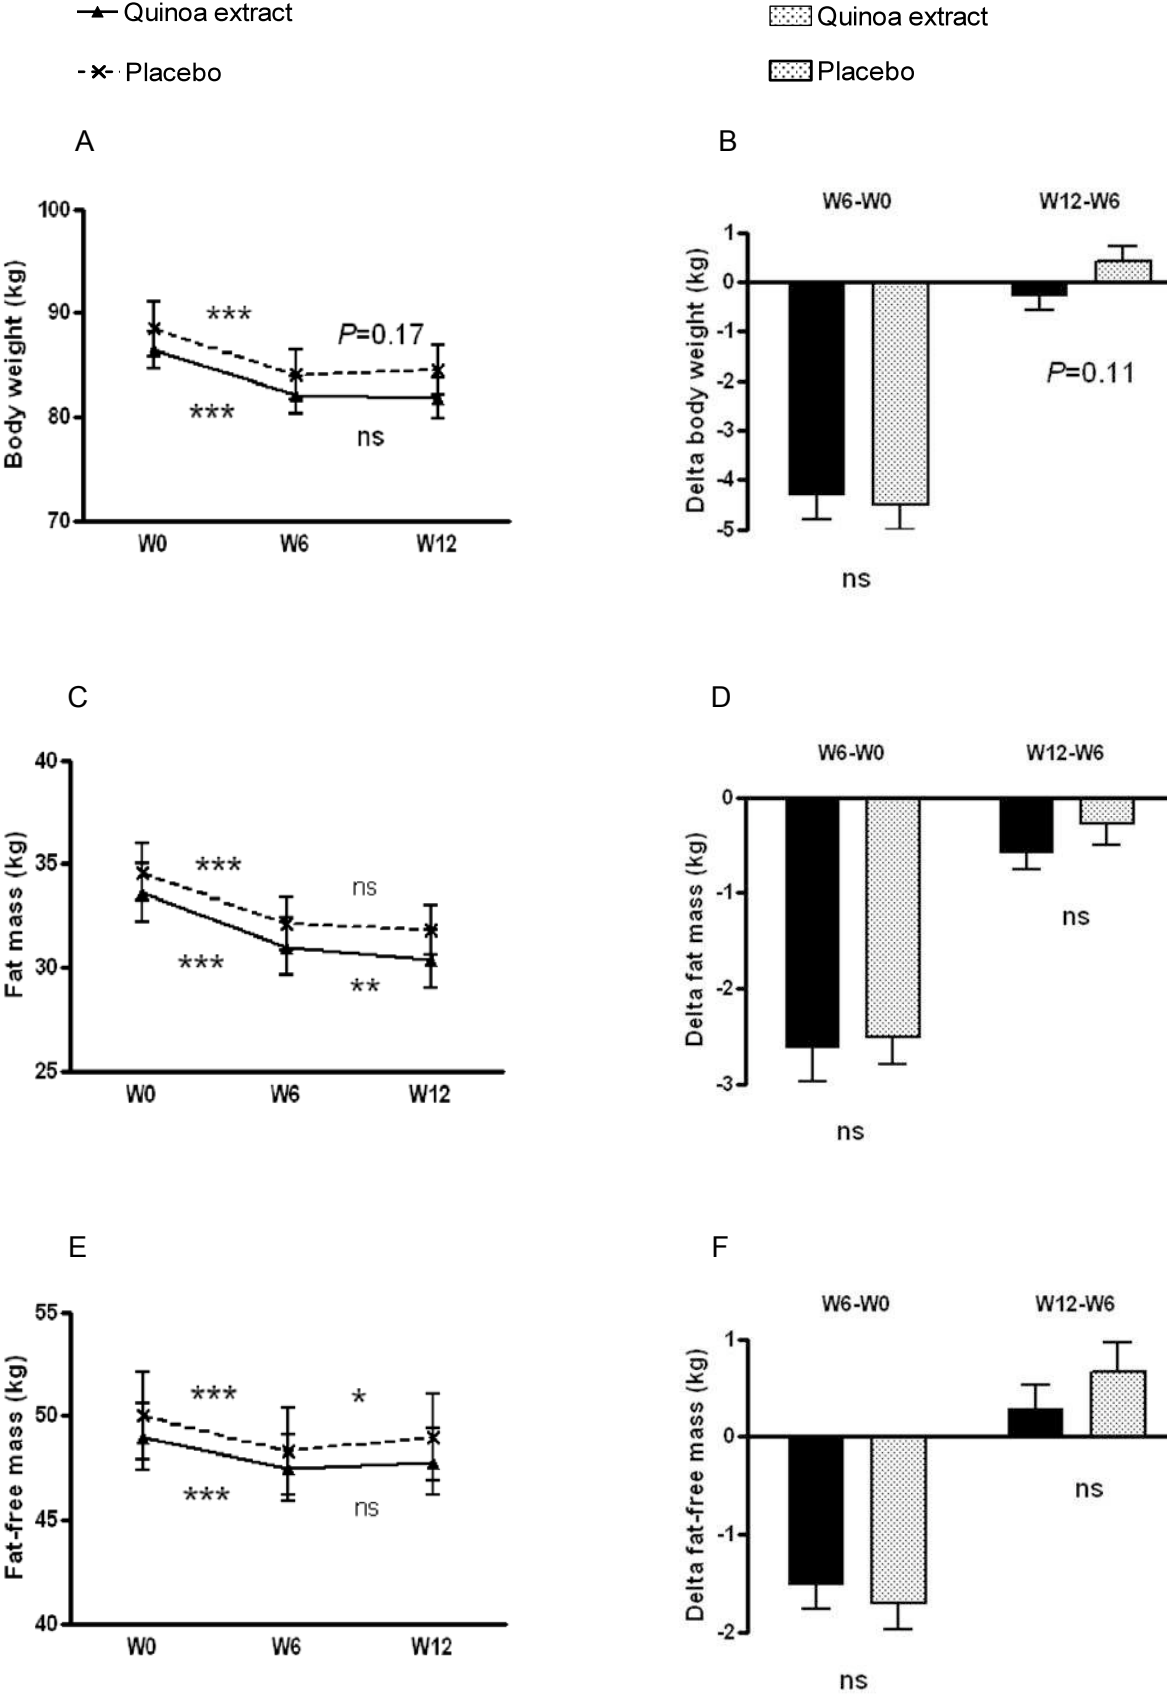 Quinoa extract
Placebo
Quinoa extract
Placebo
A
Body weight (kg)
100
90
80
70
***
***
P=0.17
ns
W0 W6 W12
B
W6-W0 W12-W6
Delta body weight (kg)
1
0
-1
-2
-3
-4
-5
P=0.11
ns
C
Fat mass (kg)
40
35
30
25
***
ns
***
**
W0 W6 W12
D
W6-W0 W12-W6
Delta fat mass (kg)
0
-1
-2
-3
ns
ns
E
Fat-free mass (kg)
55
50
45
40
***
*
***
ns
W0 W6 W12
F
W6-W0 W12-W6
Delta fat-free mass (kg)
1
0
-1
-2
ns
ns